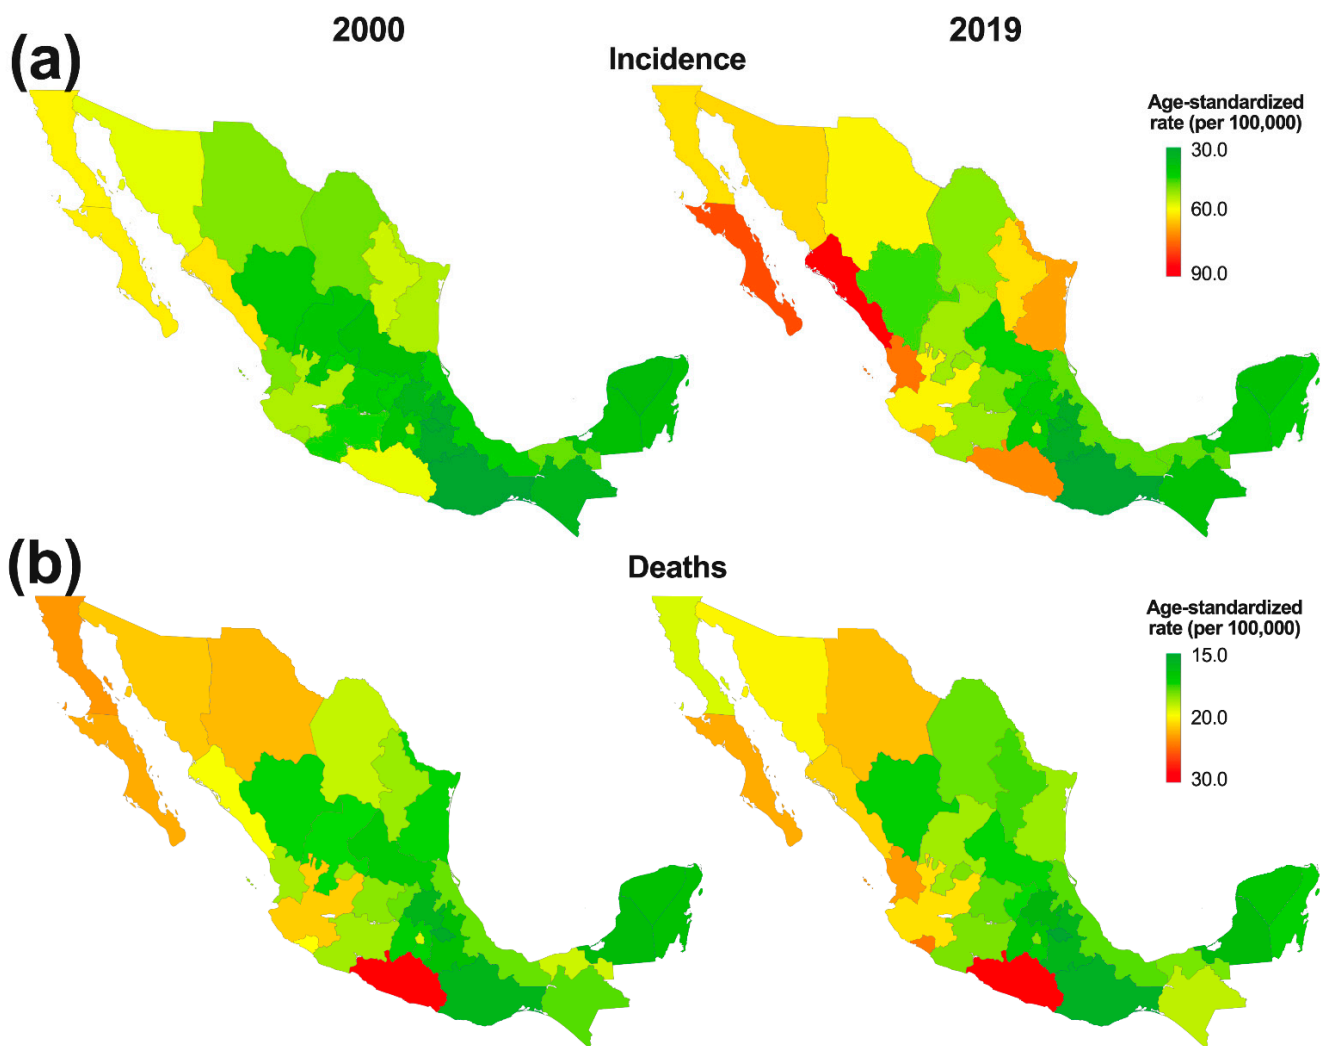 2000
2019
(a)
Incidence
Age-standardized
rate (per 100,000)
30.0
60.0
90.0
(b)
Deaths
Age-standardized
rate (per 100,000)
15.0
20.0
30.0